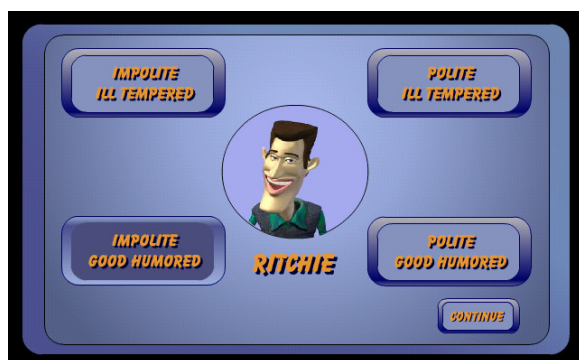 IMPOLITE
ILL TEMPERED
POLITE
ILL TEMPERED
IMPOLITE
GOOD HUMORED
RITCHIE
POLITE
GOOD HUMORED
CONTINUE